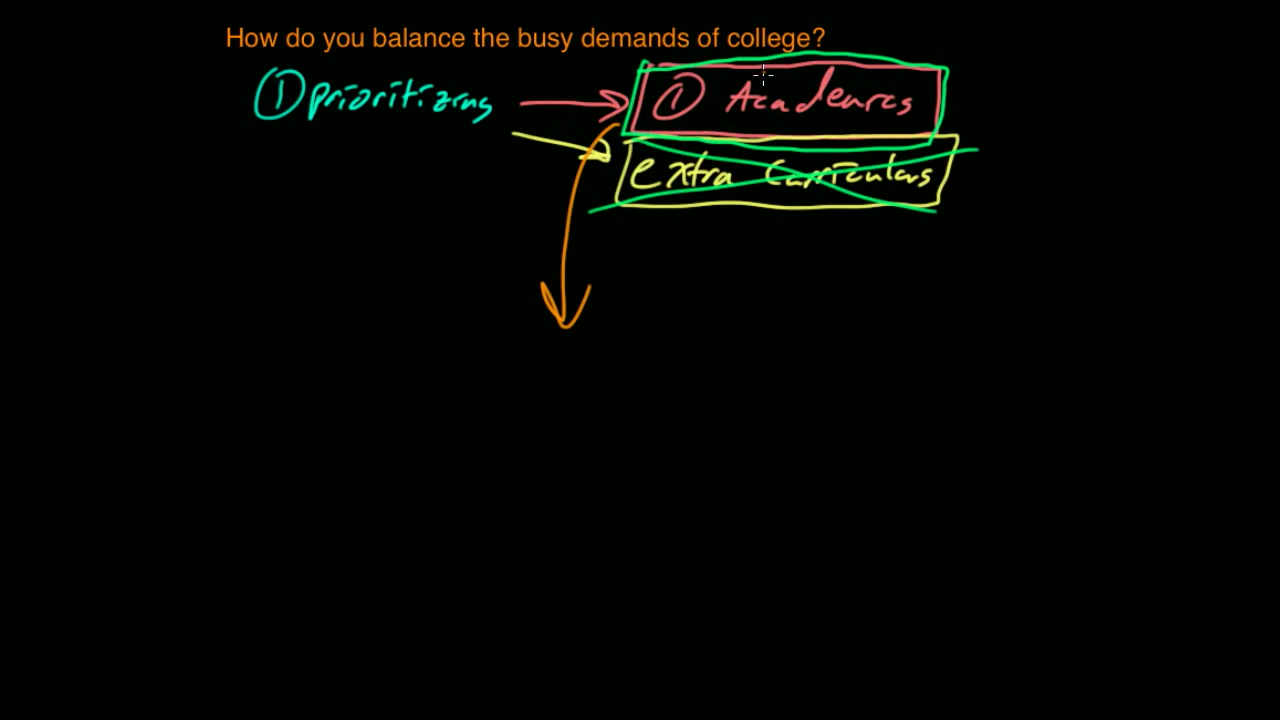 How do you balance the busy demands of college?
① prioritizing
① Academics
extra curriculars